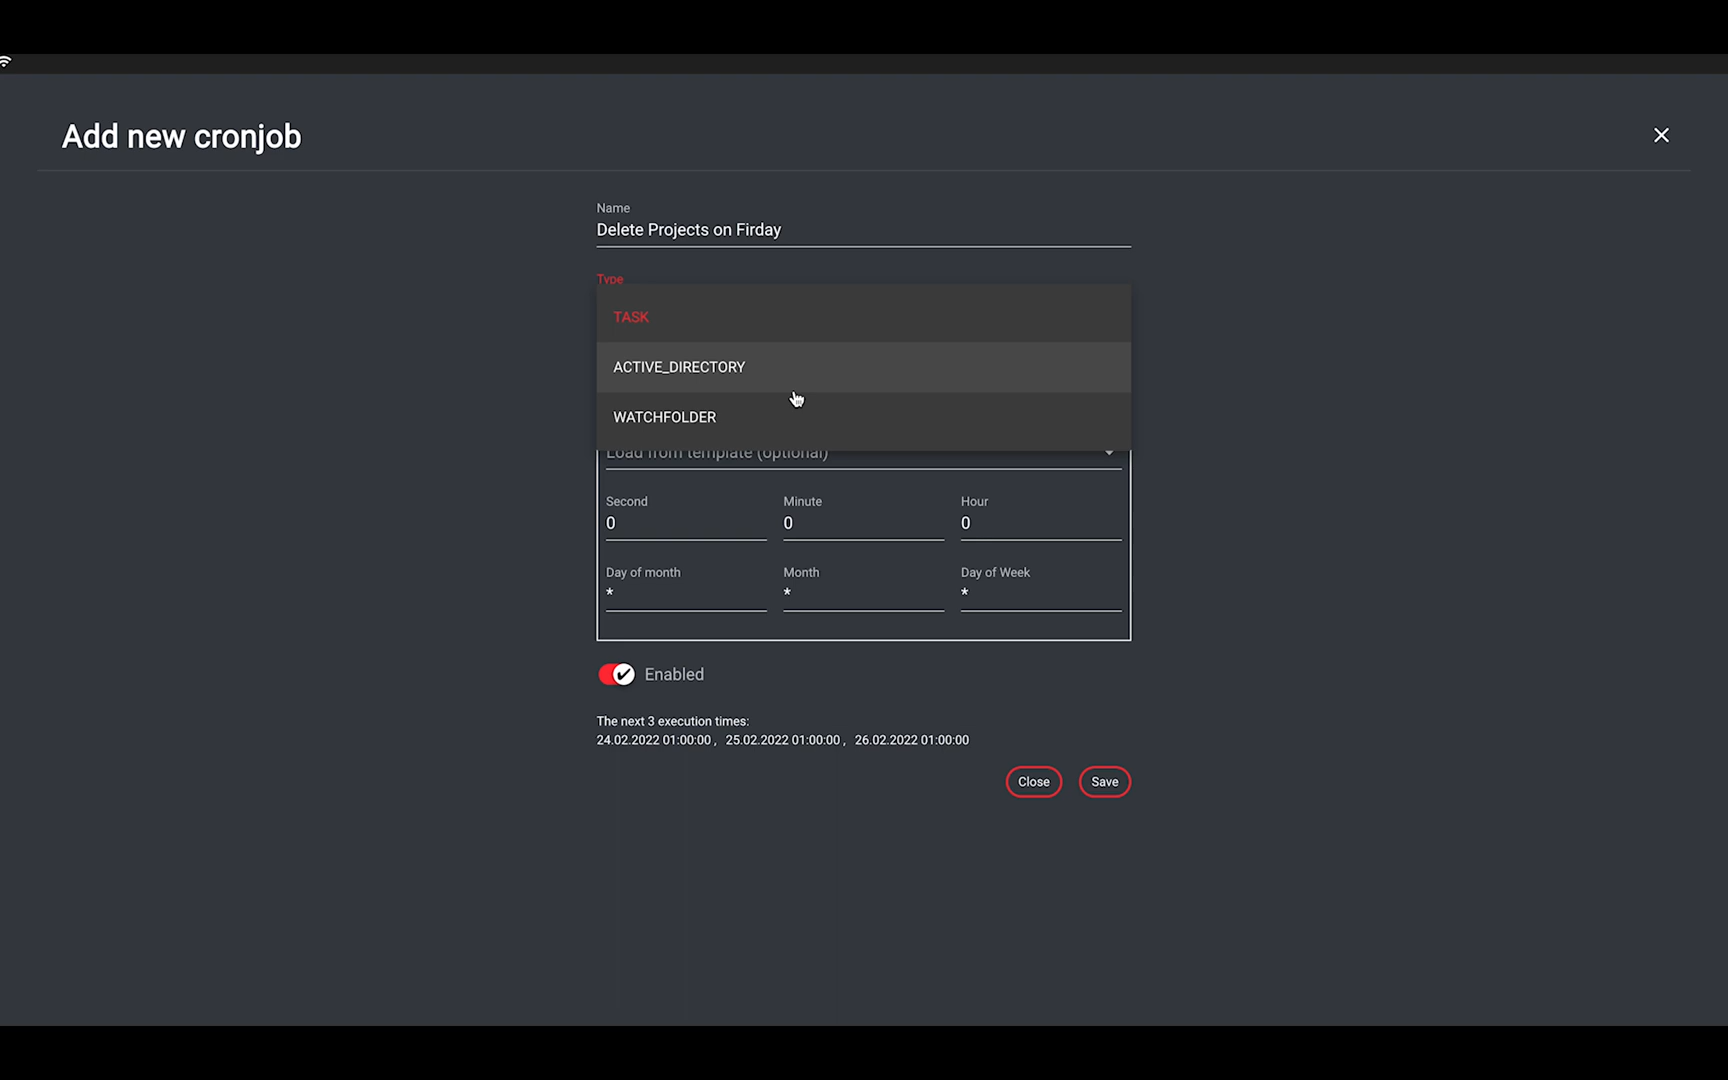 Add new cronjob
Name
Delete Projects on Firday
Type
TASK
ACTIVE_DIRECTORY
WATCHFOLDER
Load from template (optional)
Second Minute Hour
0 0 0
Day of month Month Day of Week
* * *
Enabled
The next 3 execution times:
24.02.2022 01:00:00 , 25.02.2022 01:00:00 , 26.02.2022 01:00:00
Close Save